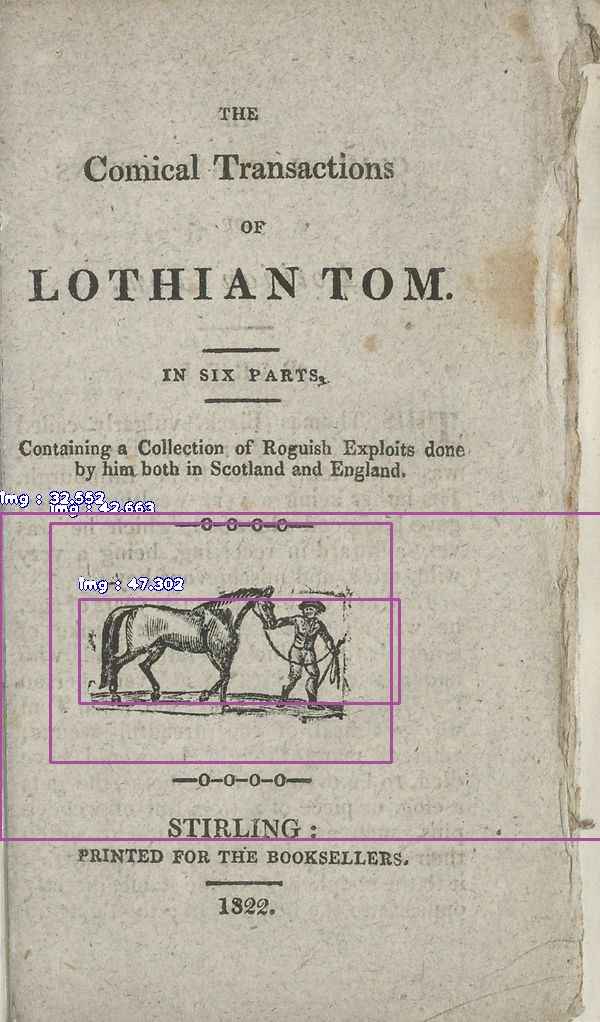 THE
Comical Transactions
OF
LOTHIAN TOM.
IN SIX PARTS.
Containing a Collection of Roguish Exploits done
by him both in Scotland and England.
img : 32.552
img : 42.663
—o—o—o—o—
img : 47.302
—o—o—o—o—
STIRLING:
PRINTED FOR THE BOOKSELLERS.
1822.